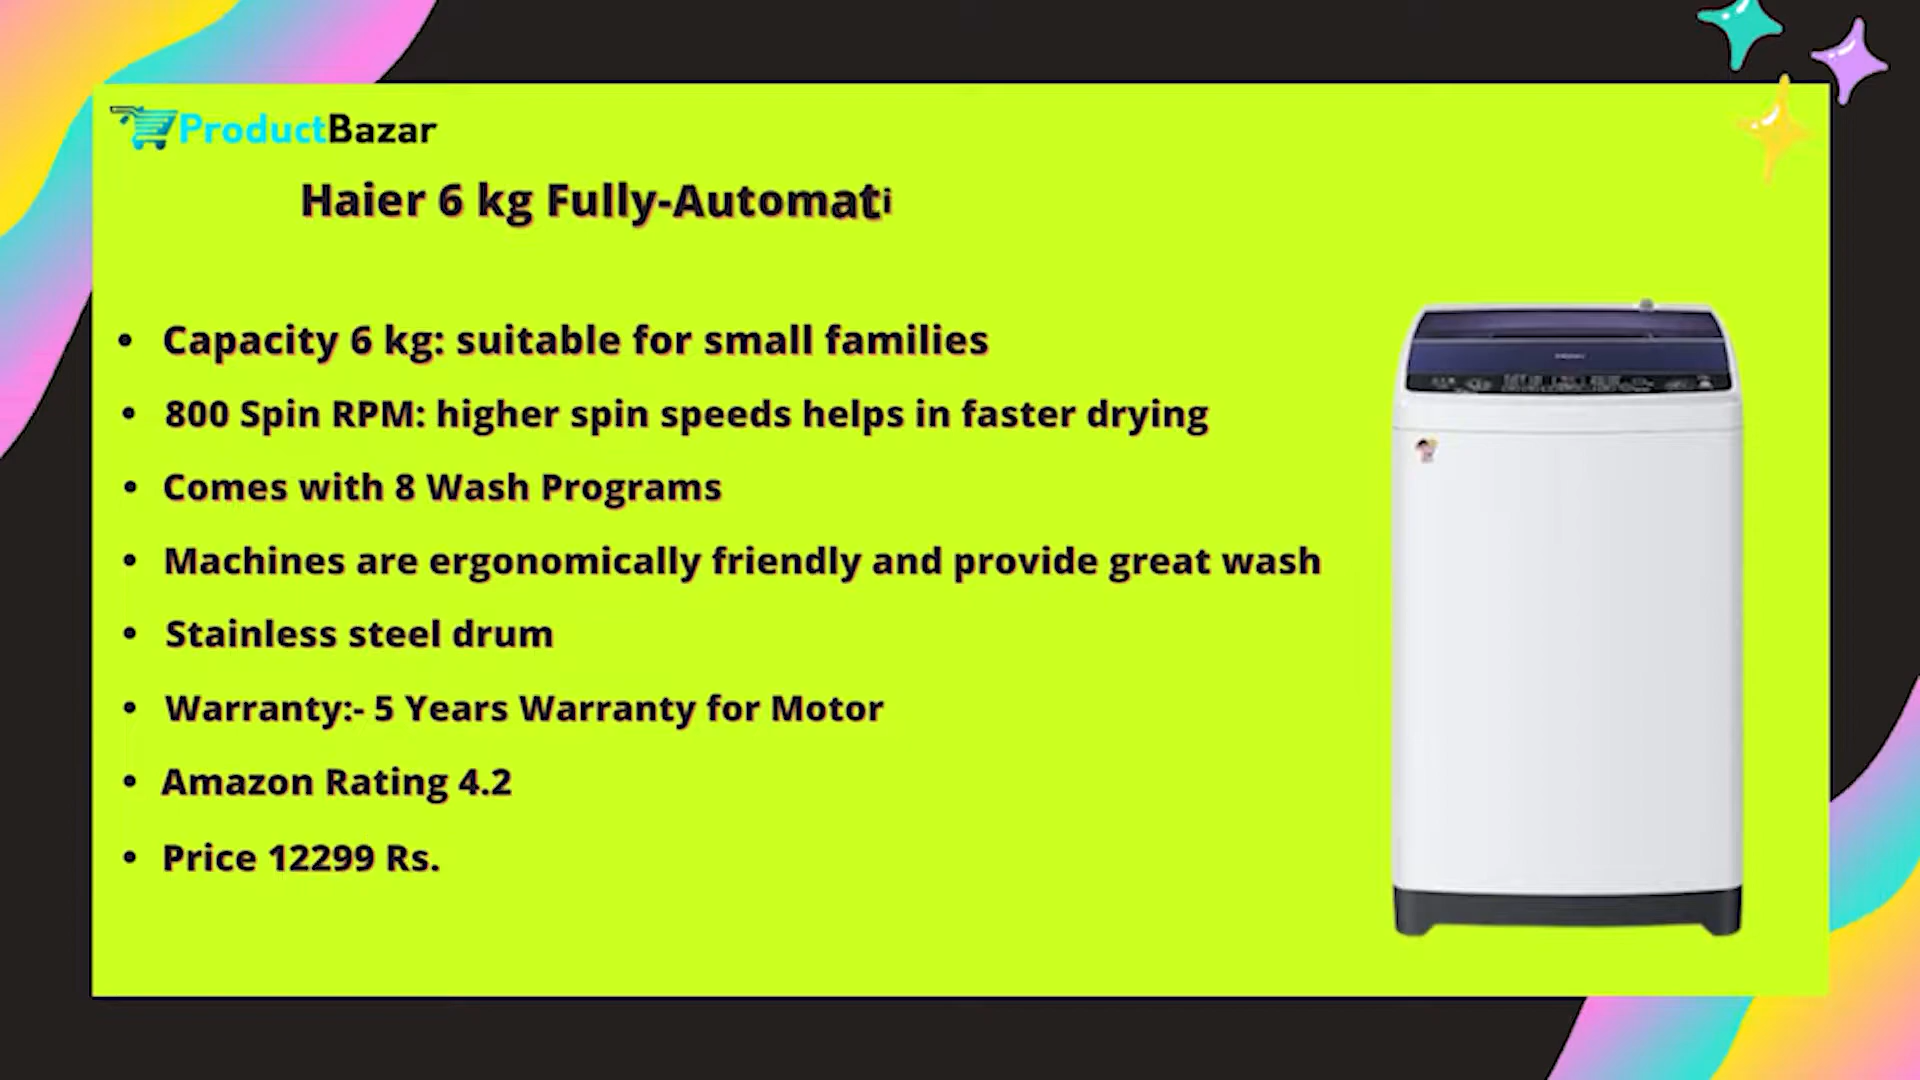 ProductBazar
Haier 6 kg Fully-Automati
• Capacity 6 kg: suitable for small families
• 800 Spin RPM: higher spin speeds helps in faster drying
• Comes with 8 Wash Programs
• Machines are ergonomically friendly and provide great wash
• Stainless steel drum
• Warranty:- 5 Years Warranty for Motor
• Amazon Rating 4.2
• Price 12299 Rs.